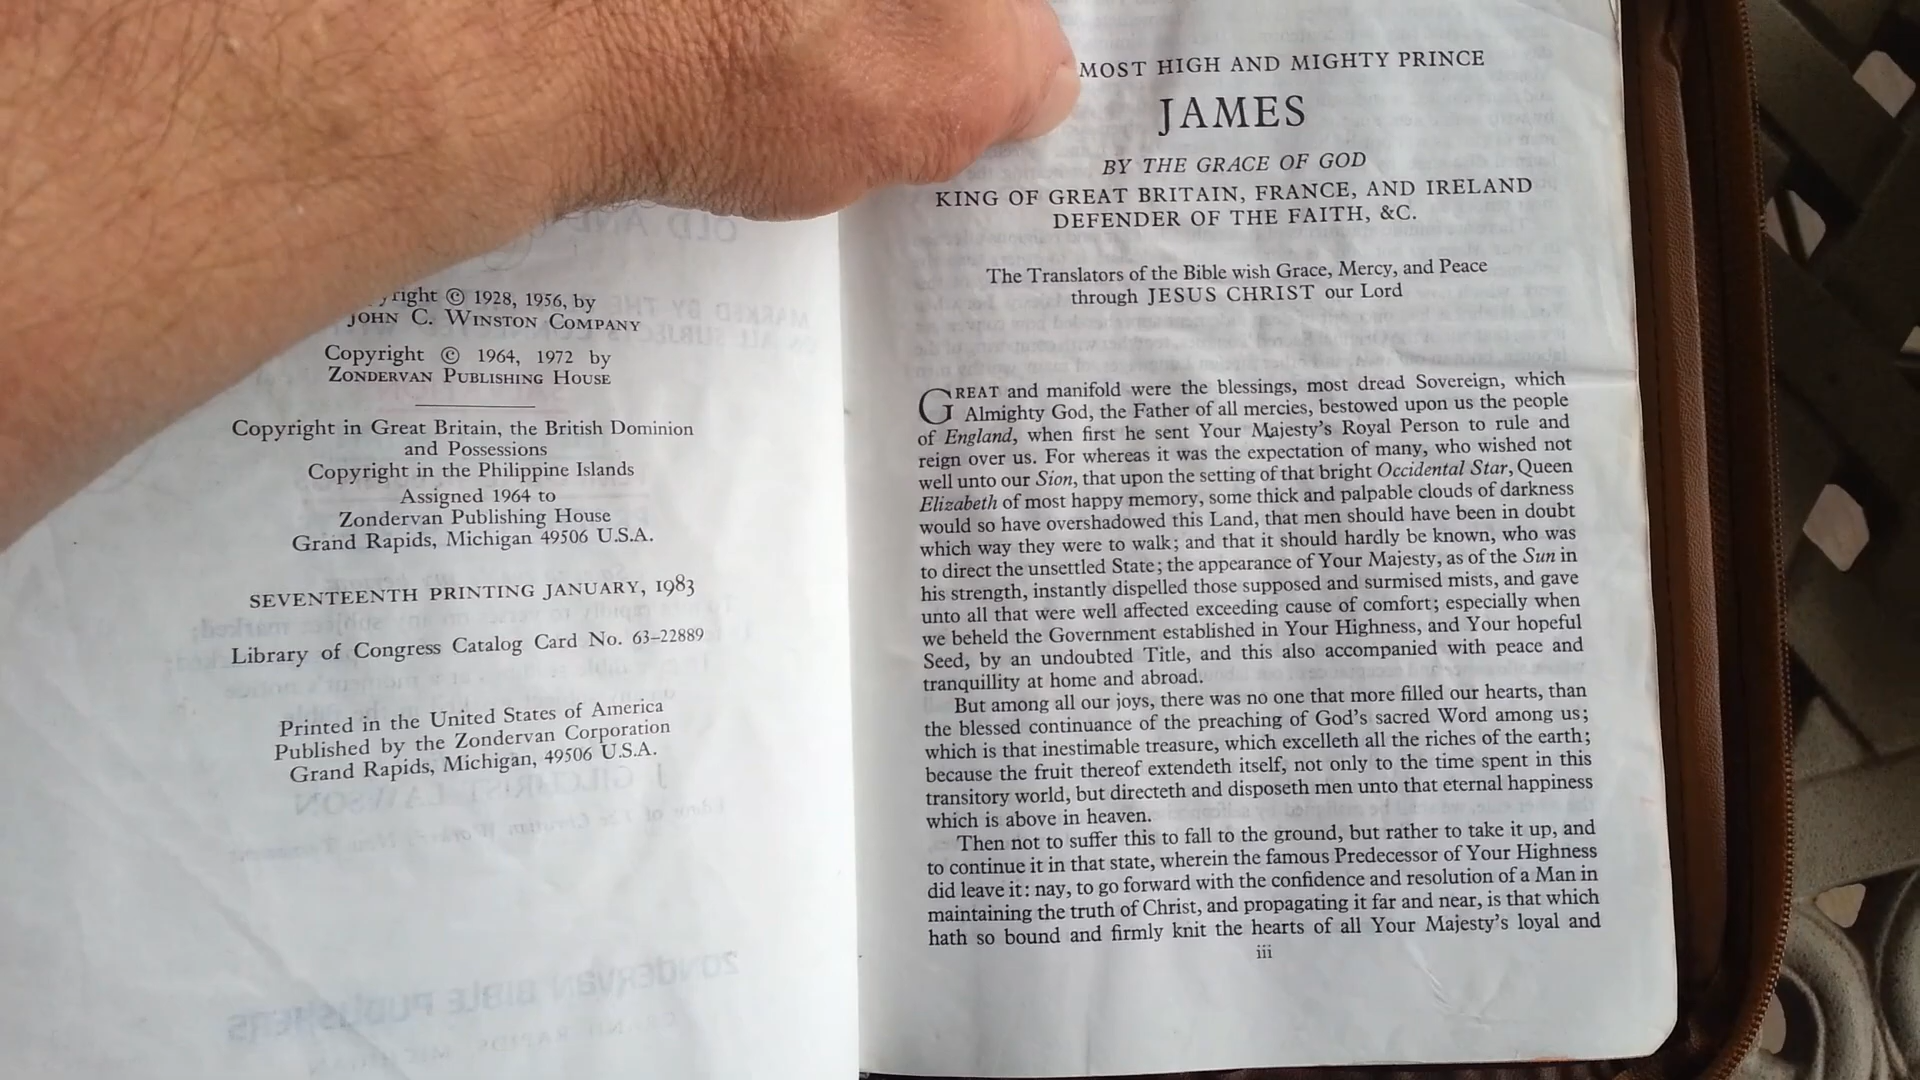 right © 1928, 1956, by
JOHN C. WINSTON COMPANY
Copyright © 1964, 1972 by
ZONDERVAN PUBLISHING HOUSE
Copyright in Great Britain, the British Dominion
and Possessions
Copyright in the Philippine Islands
Assigned 1964 to
Zondervan Publishing House
Grand Rapids, Michigan 49506 U.S.A.
SEVENTEENTH PRINTING JANUARY, 1983
Library of Congress Catalog Card No. 63-22889
Printed in the United States of America
Published by the Zondervan Corporation
Grand Rapids, Michigan, 49506 U.S.A.
MOST HIGH AND MIGHTY PRINCE
JAMES
BY THE GRACE OF GOD
KING OF GREAT BRITAIN, FRANCE, AND IRELAND
DEFENDER OF THE FAITH, &C.
The Translators of the Bible wish Grace, Mercy, and Peace
through JESUS CHRIST our Lord
GREAT and manifold were the blessings, most dread Sovereign, which
Almighty God, the Father of all mercies, bestowed upon us the people
of England, when first he sent Your Majesty's Royal Person to rule and
reign over us. For whereas it was the expectation of many, who wished not
well unto our Sion, that upon the setting of that bright Occidental Star, Queen
Elizabeth of most happy memory, some thick and palpable clouds of darkness
would so have overshadowed this Land, that men should have been in doubt
which way they were to walk; and that it should hardly be known, who was
to direct the unsettled State; the appearance of Your Majesty, as of the Sun in
his strength, instantly dispelled those supposed and surmised mists, and gave
unto all that were well affected exceeding cause of comfort; especially when
we beheld the Government established in Your Highness, and Your hopeful
Seed, by an undoubted Title, and this also accompanied with peace and
tranquillity at home and abroad.
But among all our joys, there was no one that more filled our hearts, than
the blessed continuance of the preaching of God's sacred Word among us;
which is that inestimable treasure, which excelleth all the riches of the earth;
because the fruit thereof extendeth itself, not only to the time spent in this
transitory world, but directeth and disposeth men unto that eternal happiness
which is above in heaven.
Then not to suffer this to fall to the ground, but rather to take it up, and
to continue it in that state, wherein the famous Predecessor of Your Highness
did leave it: nay, to go forward with the confidence and resolution of a Man in
maintaining the truth of Christ, and propagating it far and near, is that which
hath so bound and firmly knit the hearts of all Your Majesty's loyal and
iii